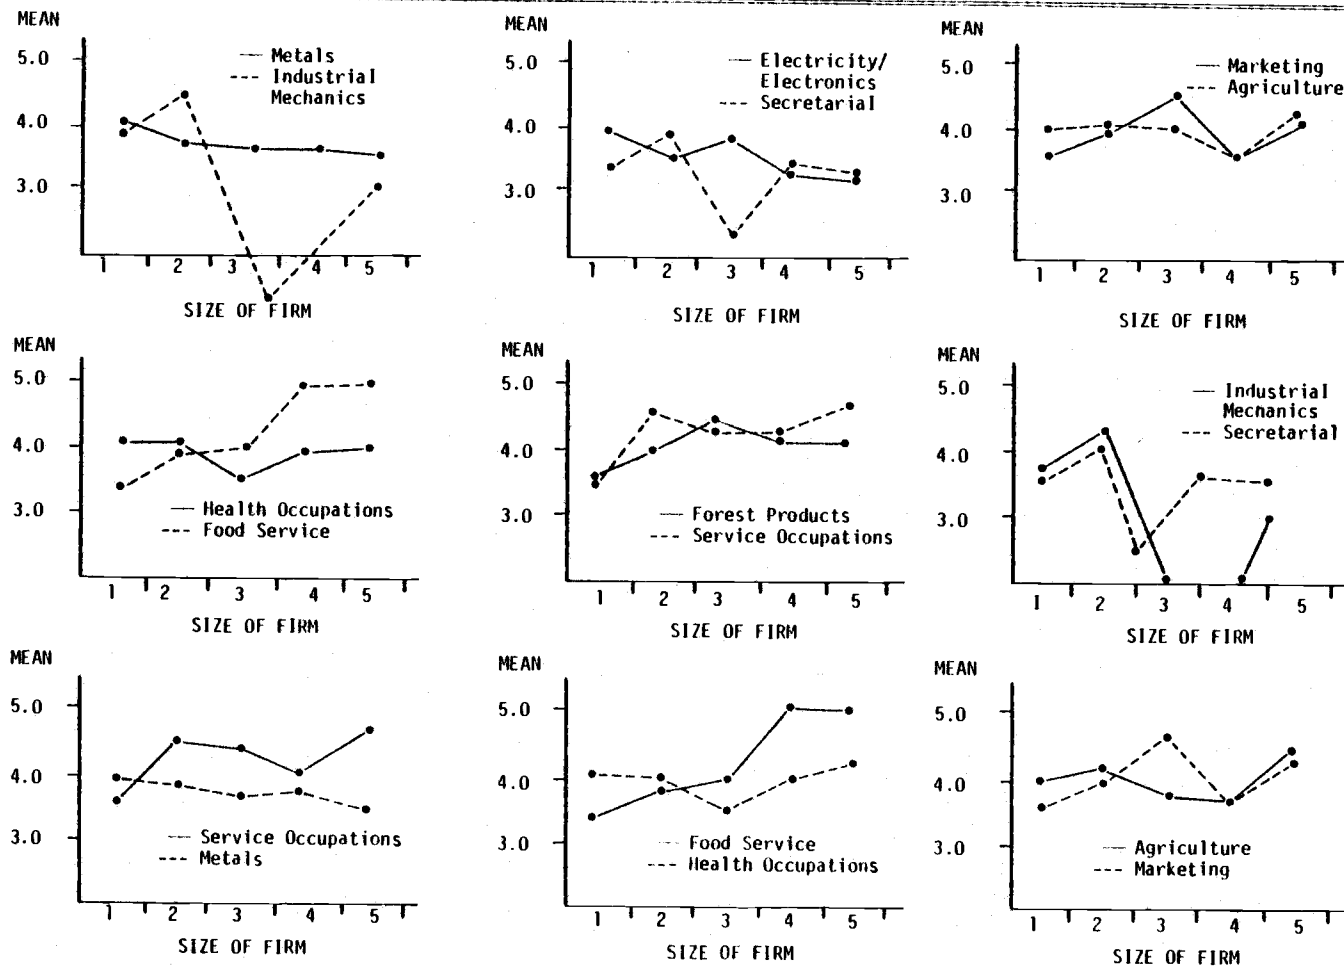 MEAN
5.0
4.0
3.0
Metals
Industrial
Mechanics
1 2 3 4 5
SIZE OF FIRM
MEAN
5.0
4.0
3.0
Electricity/
Electronics
Secretarial
1 2 3 4 5
SIZE OF FIRM
MEAN
5.0
4.0
3.0
Marketing
Agriculture
1 2 3 4 5
SIZE OF FIRM
MEAN
5.0
4.0
3.0
Health Occupations
Food Service
1 2 3 4 5
SIZE OF FIRM
MEAN
5.0
4.0
3.0
Forest Products
Service Occupations
1 2 3 4 5
SIZE OF FIRM
MEAN
5.0
4.0
3.0
Industrial
Mechanics
Secretarial
1 2 3 4 5
SIZE OF FIRM
MEAN
5.0
4.0
3.0
Service Occupations
Metals
1 2 3 4 5
SIZE OF FIRM
MEAN
5.0
4.0
3.0
Food Service
Health Occupations
1 2 3 4 5
SIZE OF FIRM
MEAN
5.0
4.0
3.0
Agriculture
Marketing
1 2 3 4 5
SIZE OF FIRM